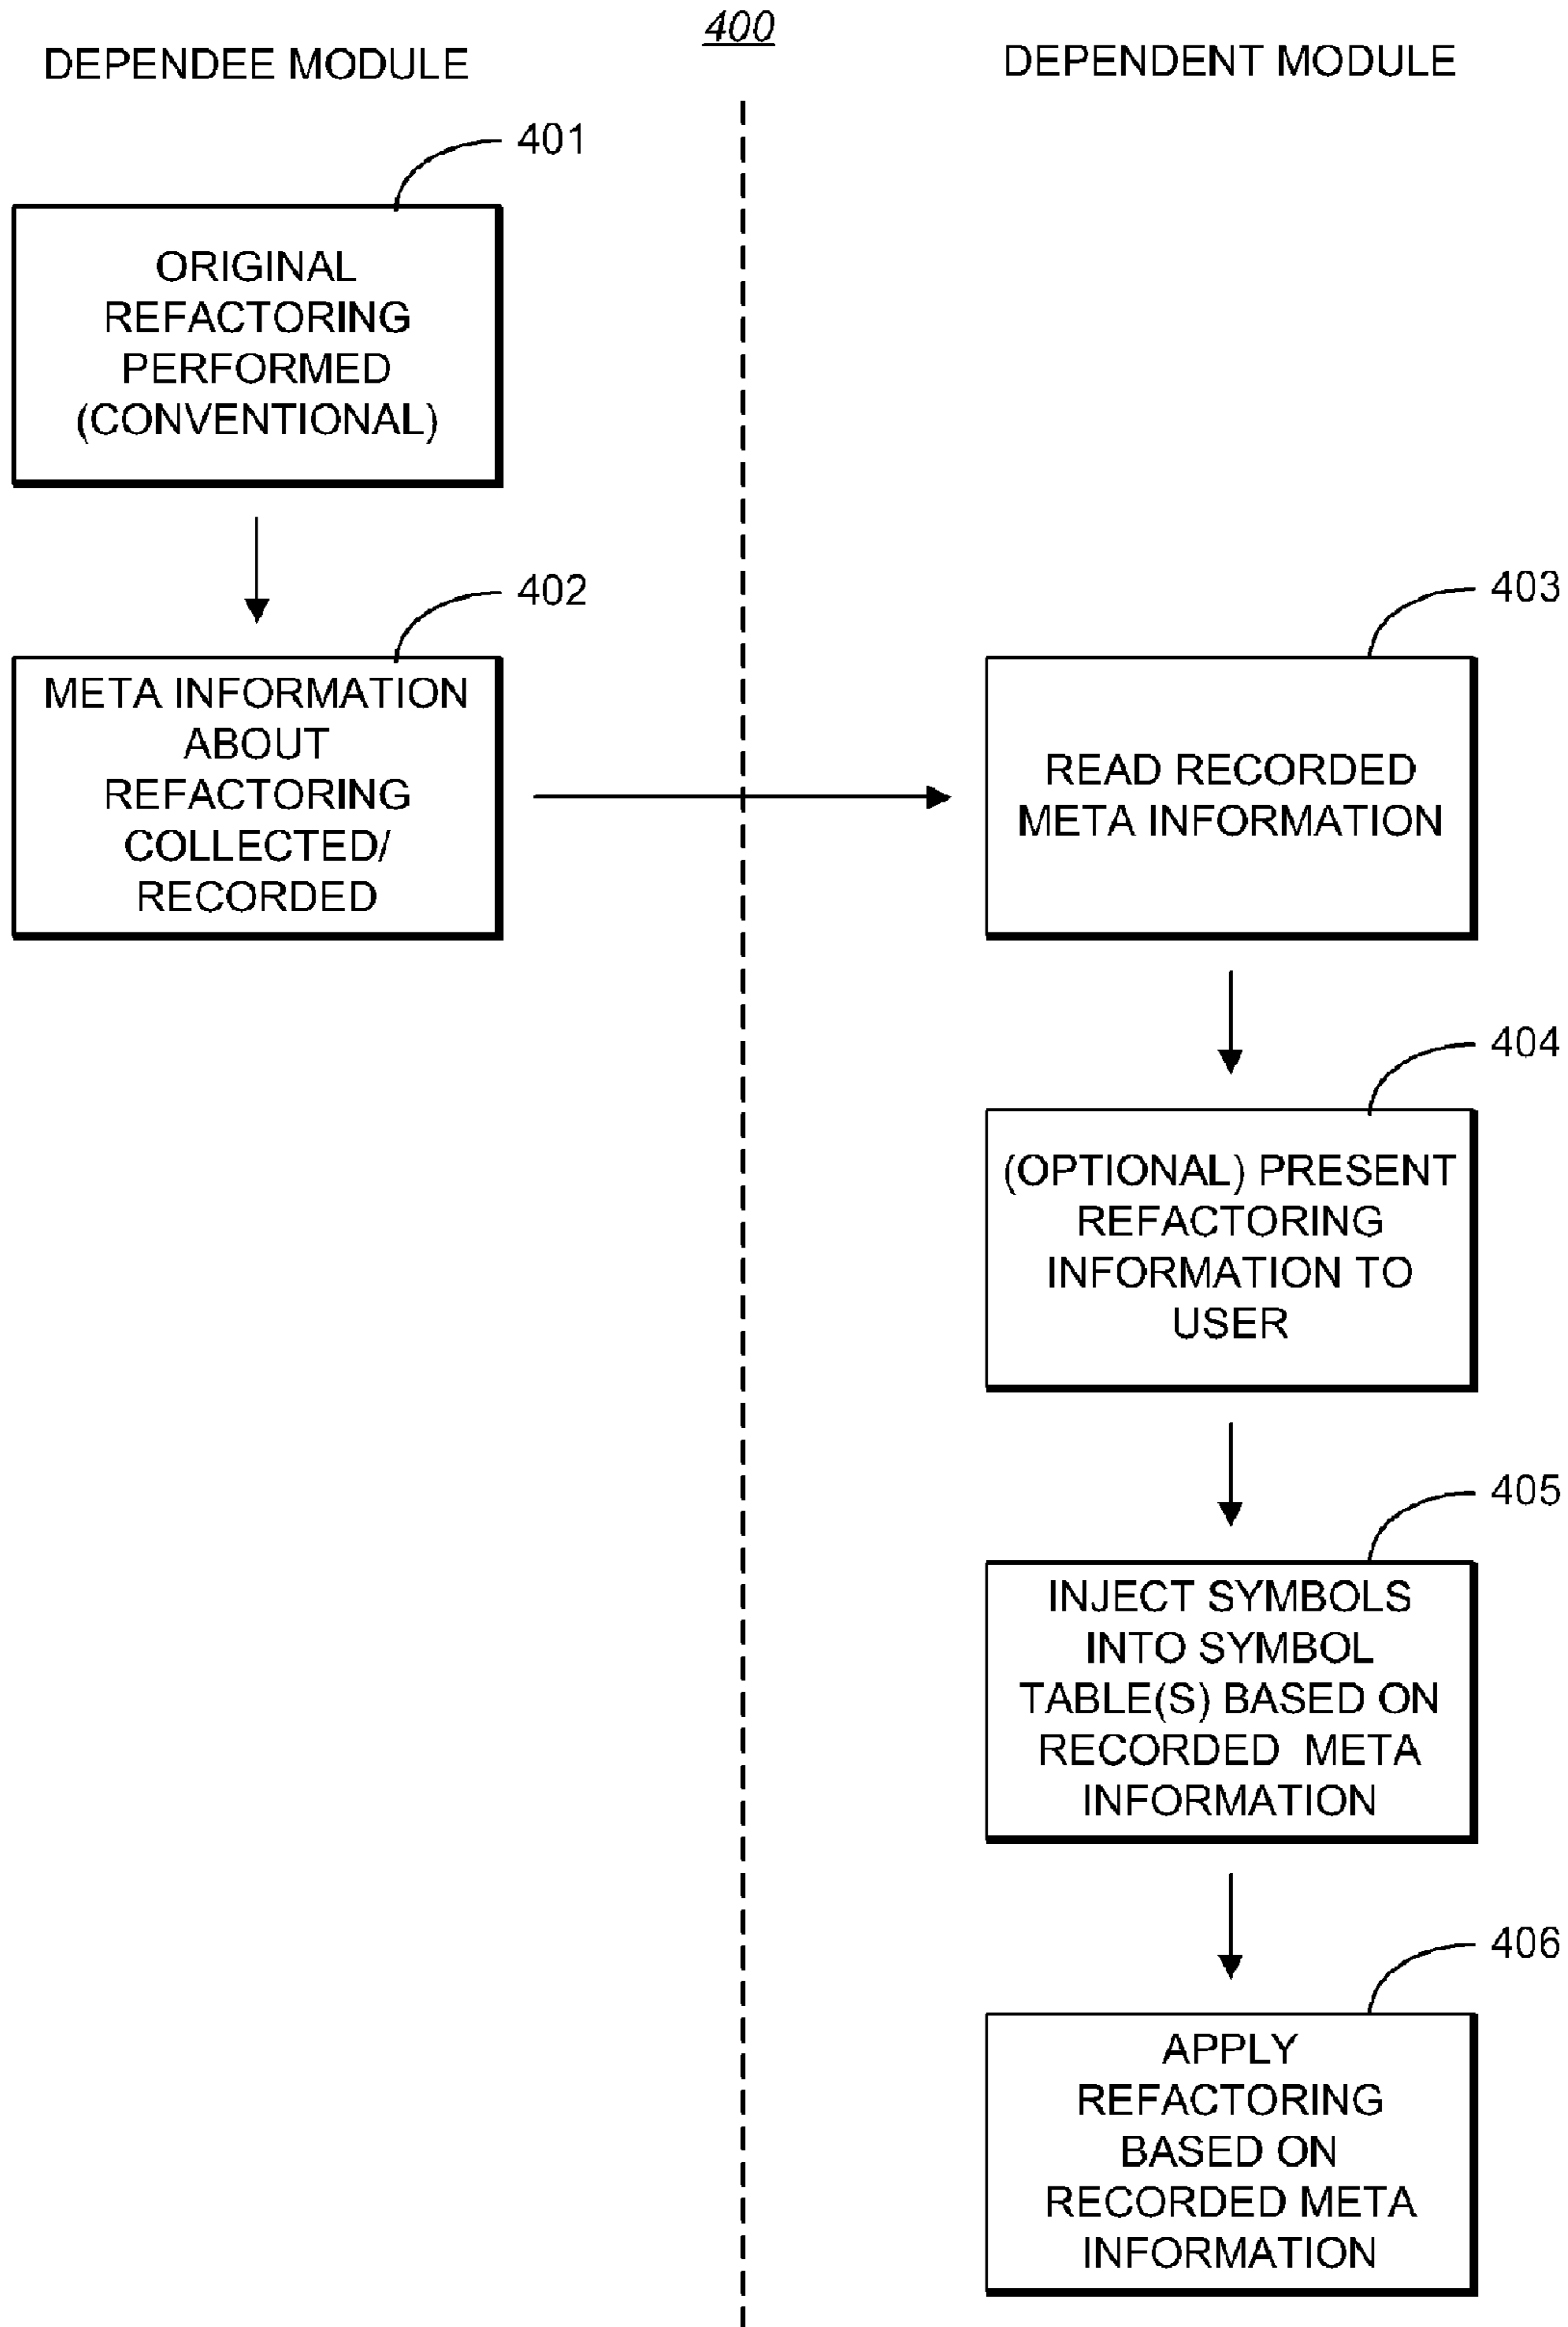 400
DEPENDEE MODULE
DEPENDENT MODULE
401
ORIGINAL
REFACTORING
PERFORMED
(CONVENTIONAL)
402
META INFORMATION
ABOUT
REFACTORING
COLLECTED/
RECORDED
403
READ RECORDED
META INFORMATION
404
(OPTIONAL) PRESENT
REFACTORING
INFORMATION TO
USER
405
INJECT SYMBOLS
INTO SYMBOL
TABLE(S) BASED ON
RECORDED META
INFORMATION
406
APPLY
REFACTORING
BASED ON
RECORDED META
INFORMATION